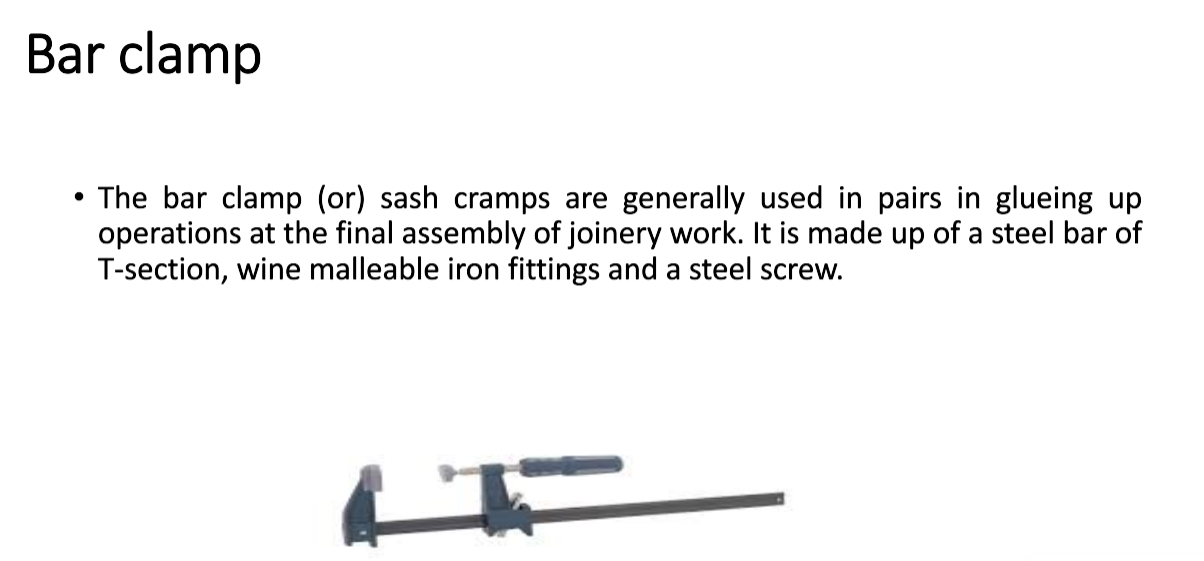 Bar clamp
• The bar clamp (or) sash cramps are generally used in pairs in glueing up
operations at the final assembly of joinery work. It is made up of a steel bar of
T-section, wine malleable iron fittings and a steel screw.